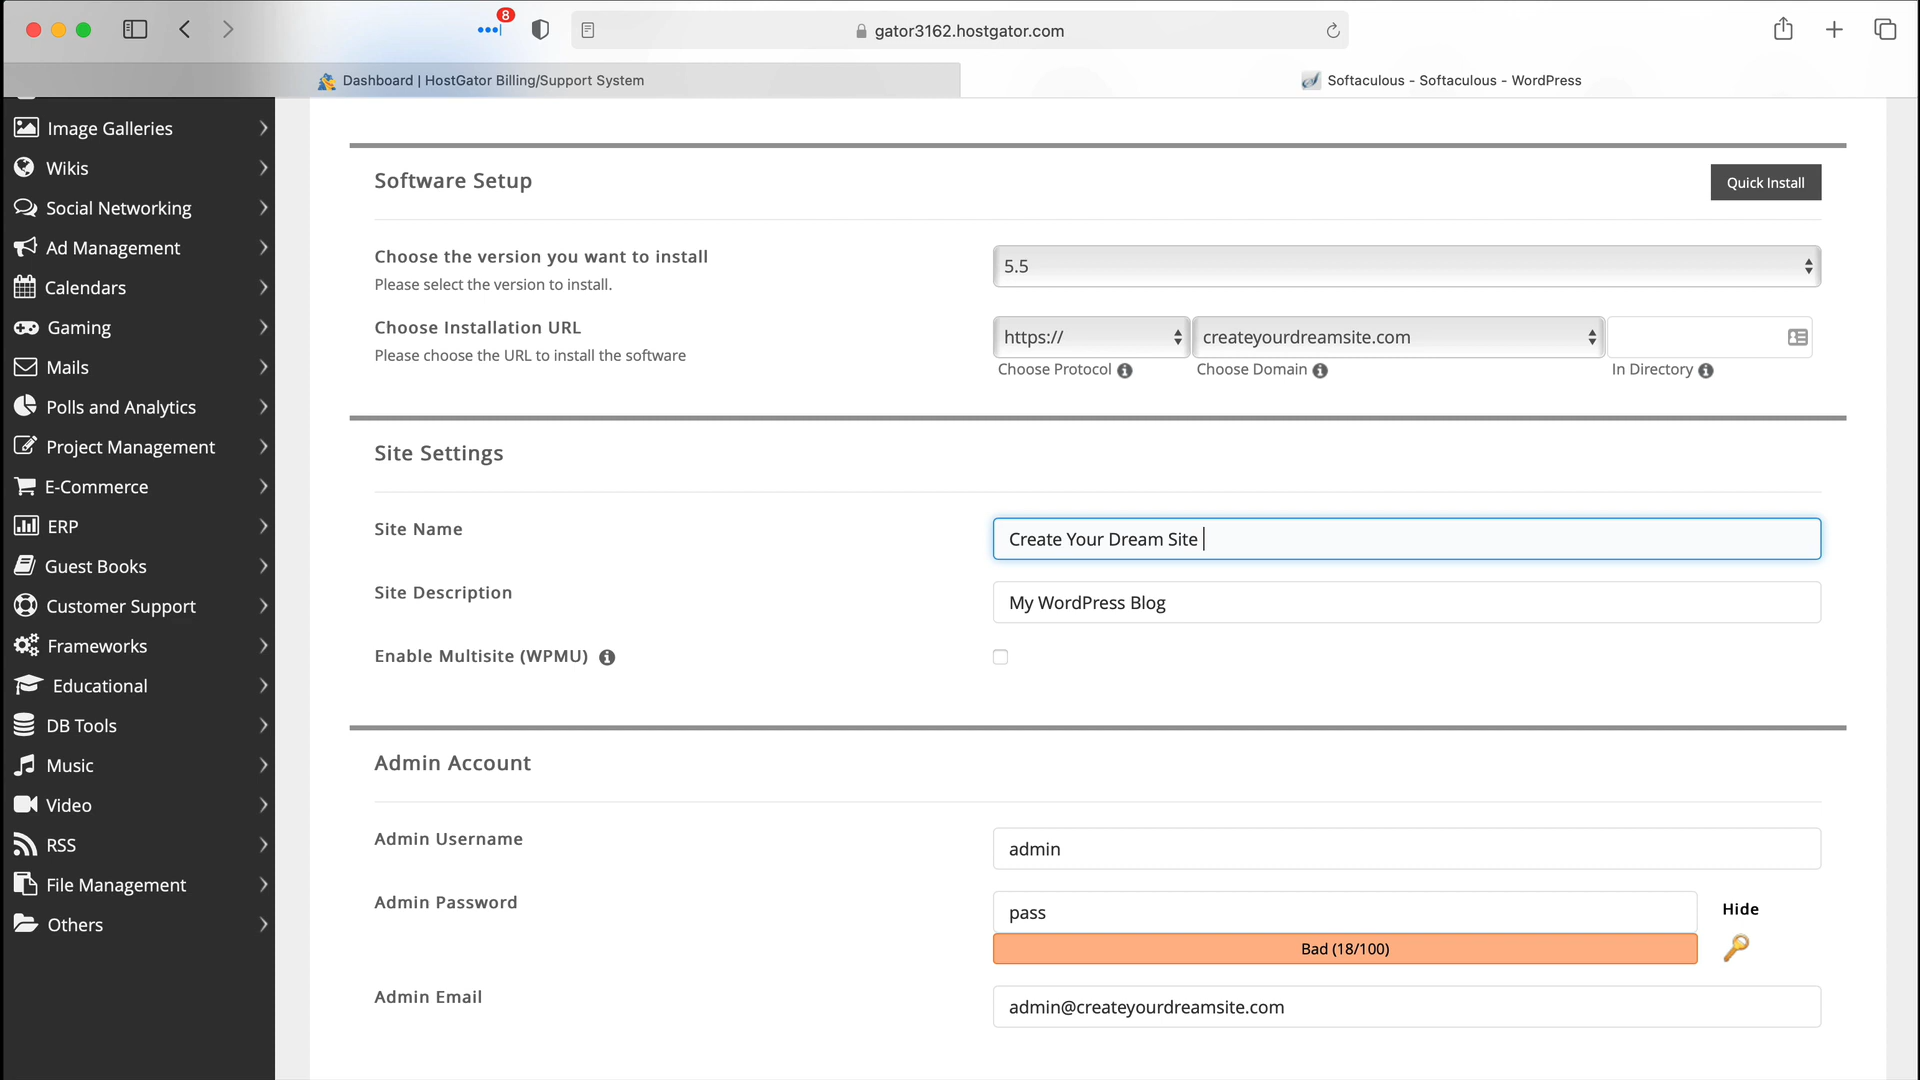 8
gator3162.hostgator.com
Dashboard | HostGator Billing/Support System
Softaculous - Softaculous - WordPress
Image Galleries
Wikis
Social Networking
Ad Management
Calendars
Gaming
Mails
Polls and Analytics
Project Management
E-Commerce
ERP
Guest Books
Customer Support
Frameworks
Educational
DB Tools
Music
Video
RSS
File Management
Others
Software Setup
Quick Install
Choose the version you want to install
Please select the version to install.
5.5
Choose Installation URL
Please choose the URL to install the software
https://
createyourdreamsite.com
Choose Protocol
Choose Domain
In Directory
Site Settings
Site Name
Create Your Dream Site
Site Description
My WordPress Blog
Enable Multisite (WPMU)
Admin Account
Admin Username
admin
Admin Password
pass
Hide
Bad (18/100)
Admin Email
admin@createyourdreamsite.com